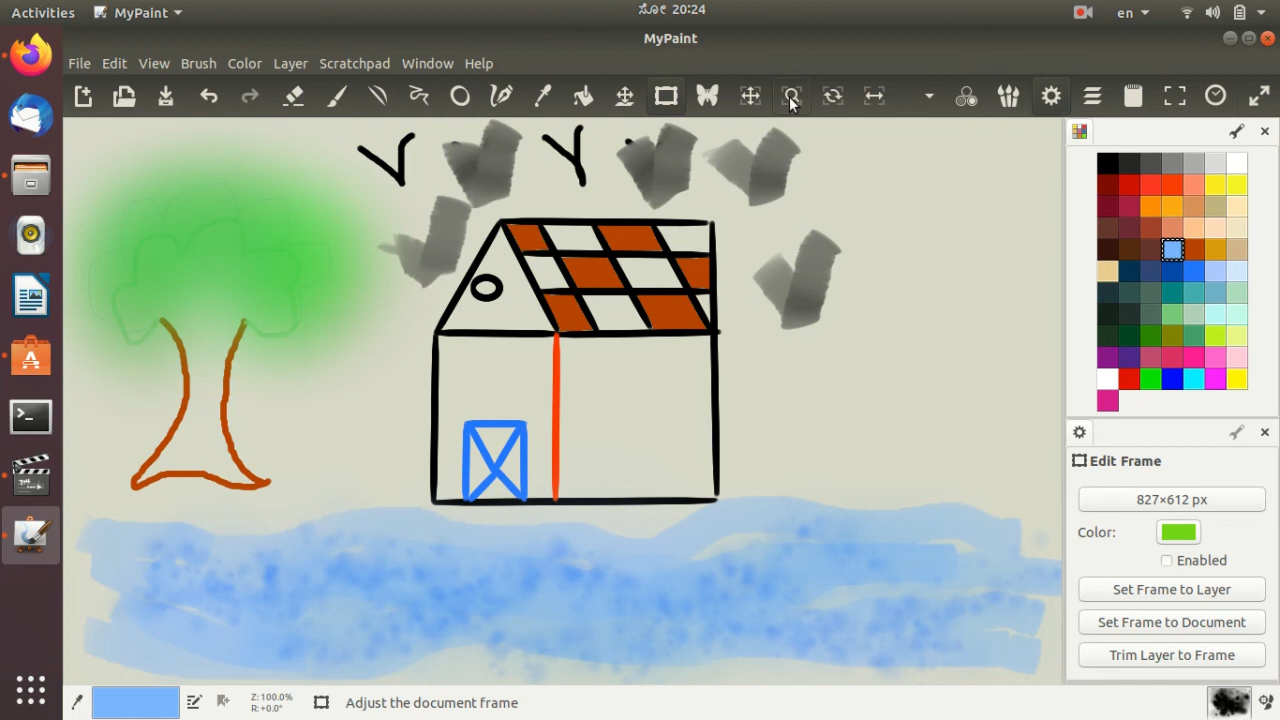 Activities MyPaint ಸೋಮ 20:24 en
MyPaint
File Edit View Brush Color Layer Scratchpad Window Help
Edit Frame
827×612 px
Color:
Enabled
Set Frame to Layer
Set Frame to Document
Trim Layer to Frame
Z: 100.0%
R: +0.0°
Adjust the document frame